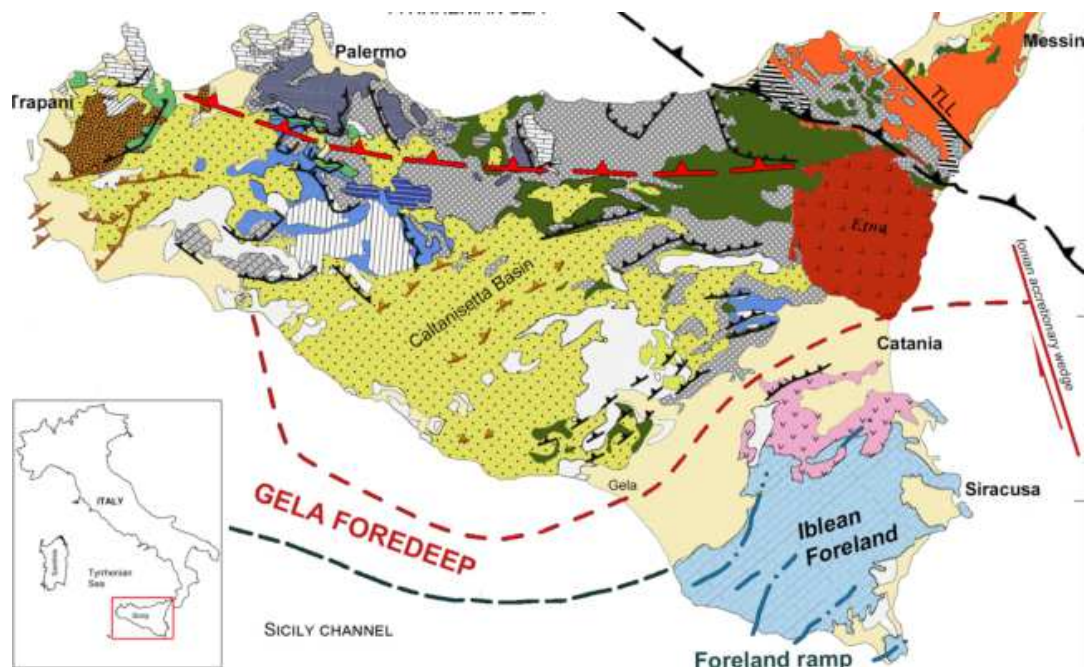 Palermo
Messin
Trapani
TLL
Etna
Ionian accretionary wedge
Caltanisetta Basin
Catania
ITALY
Gela
GELA FOREDEEP
Siracusa
Iblean
Foreland
Tyrrhenian
Sea
Sicily
SICILY CHANNEL
Foreland ramp